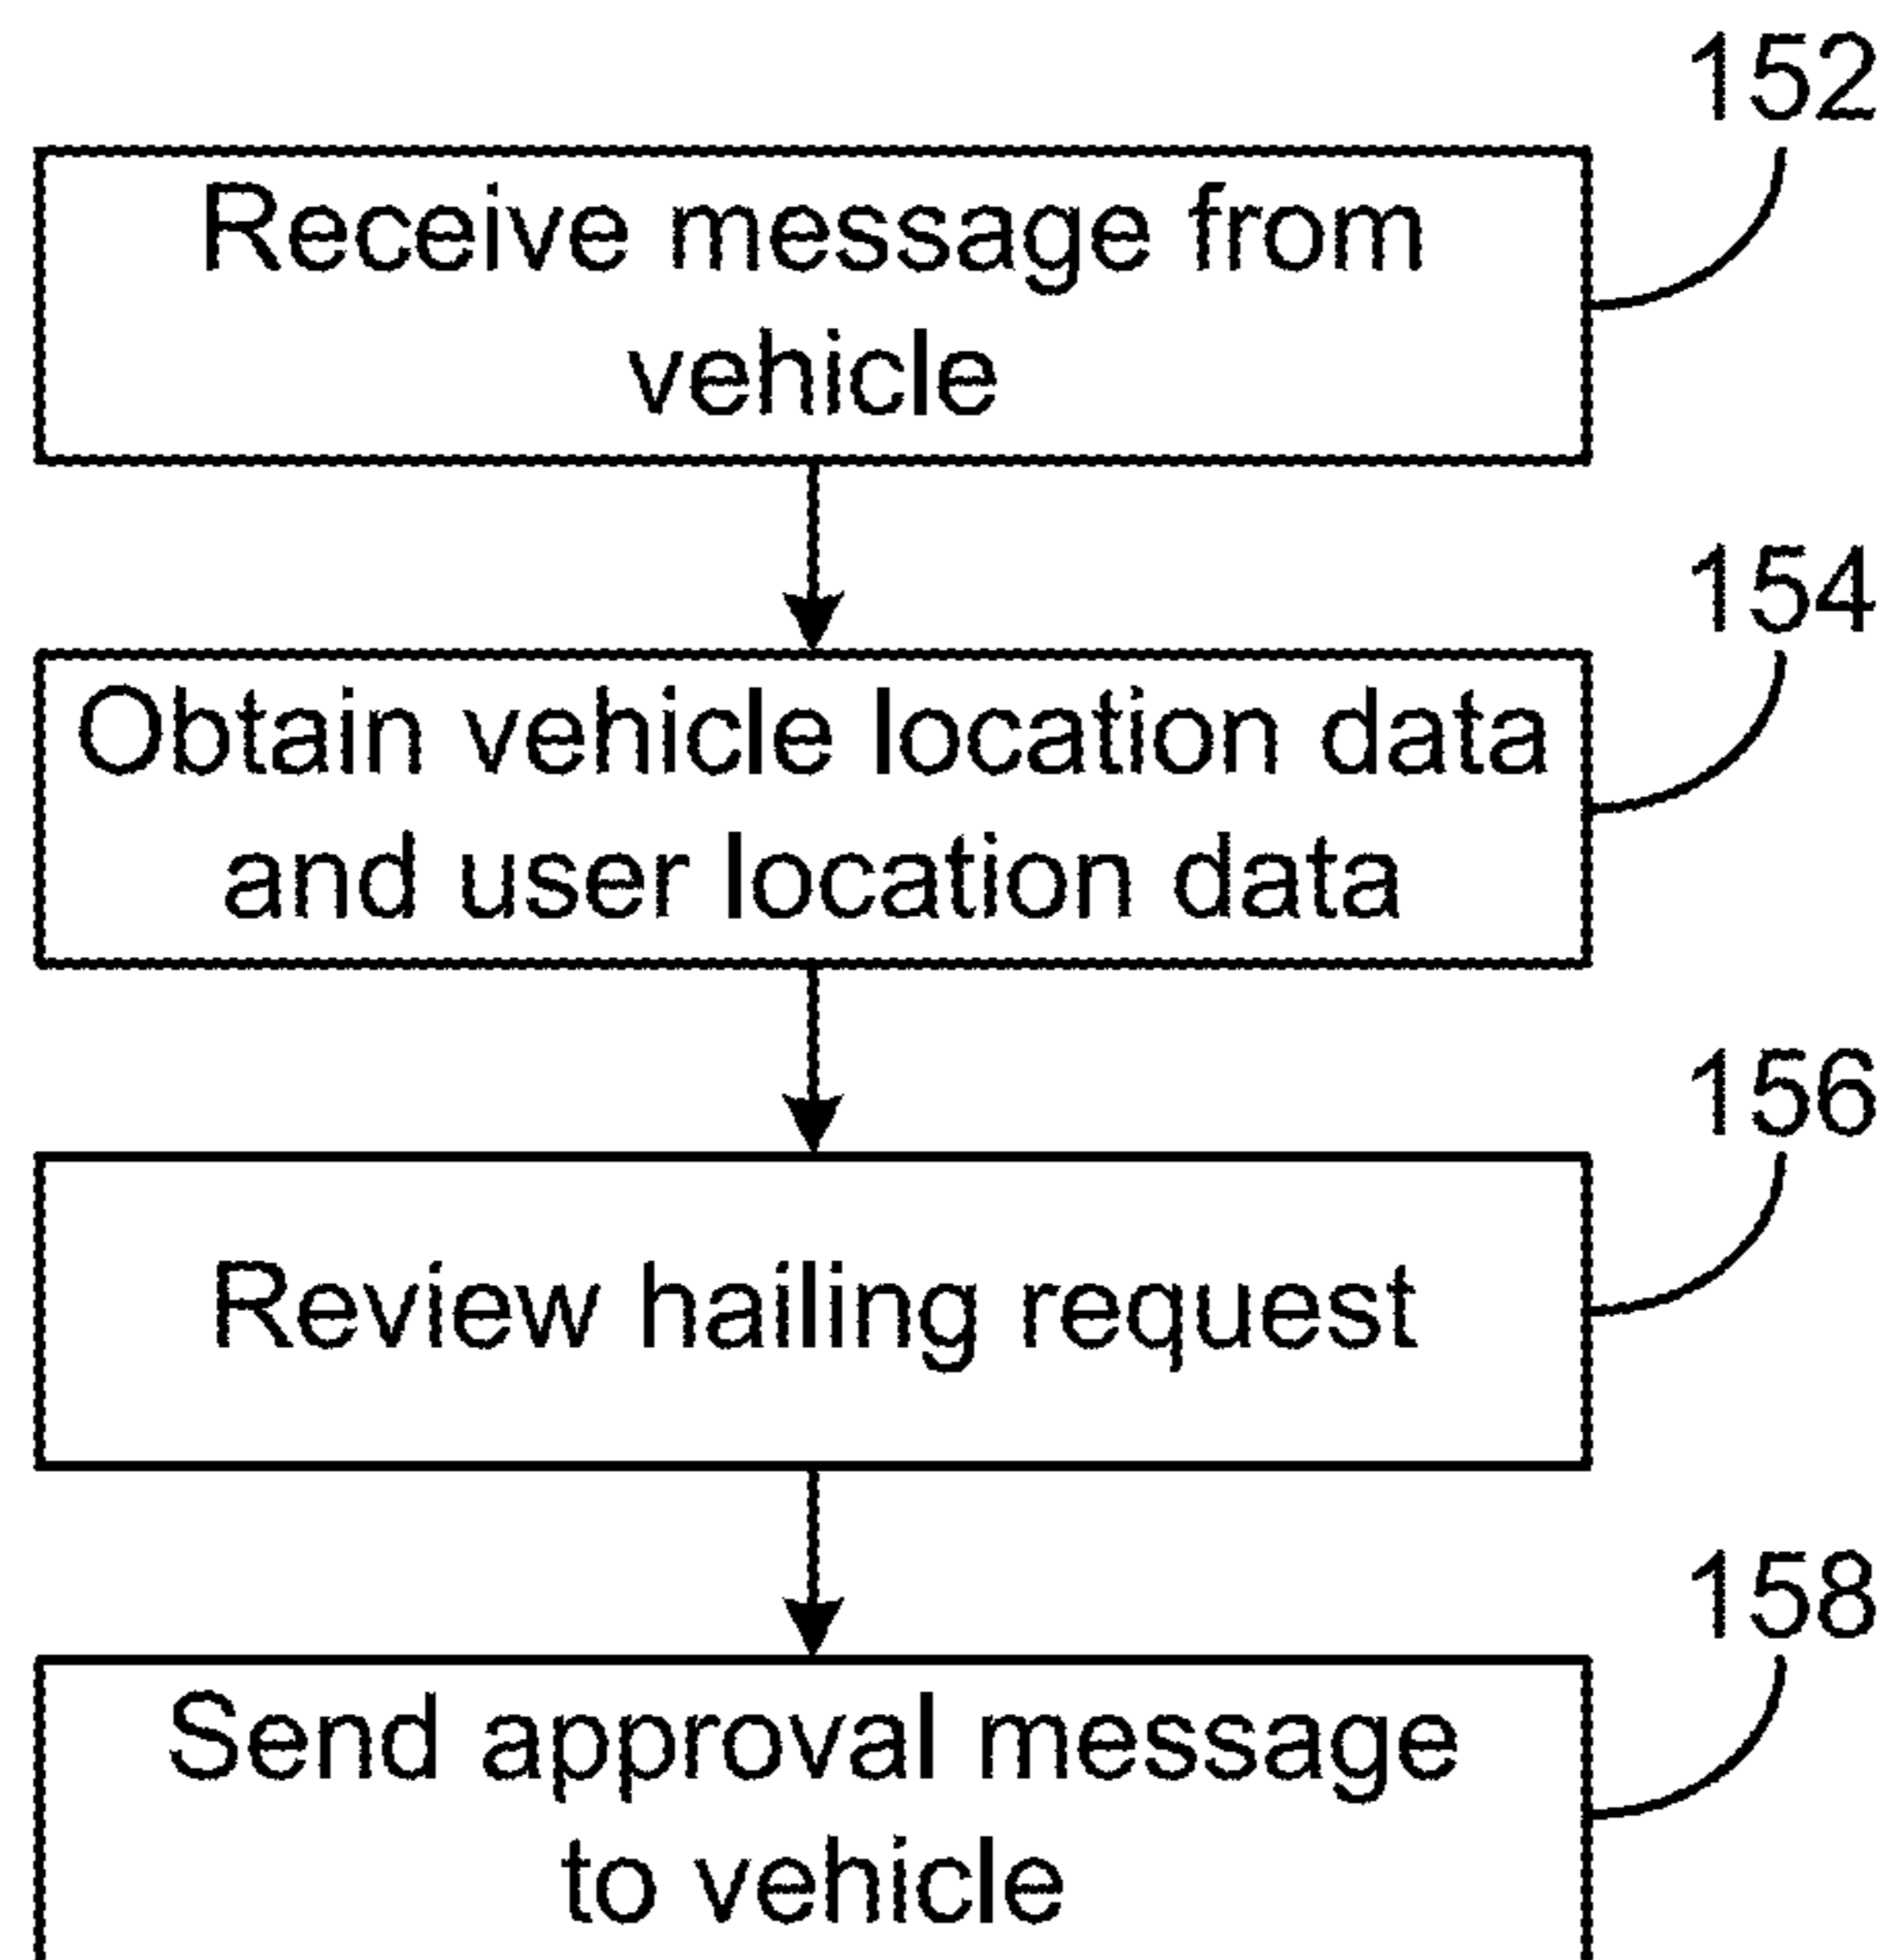 152
Receive message from
vehicle
154
Obtain vehicle location data
and user location data
156
Review hailing request
158
Send approval message
to vehicle